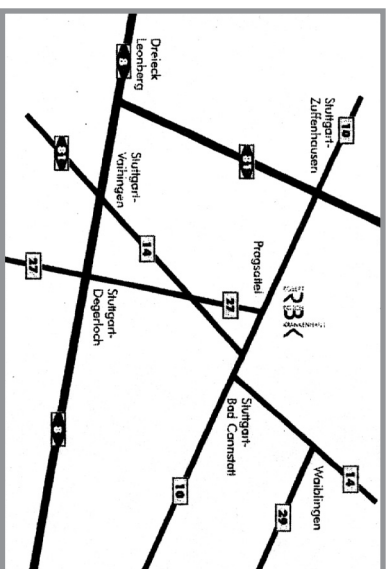 10
14
Stuttgart-
Zuffenhausen
Waiblingen
RBK
29
81
Pragsattel
Stuttgart-
Bad Cannstatt
27
10
Dreieck
Leonberg
14
Stuttgart-
Vaihingen
8
Stuttgart-
Degerloch
81
8
27